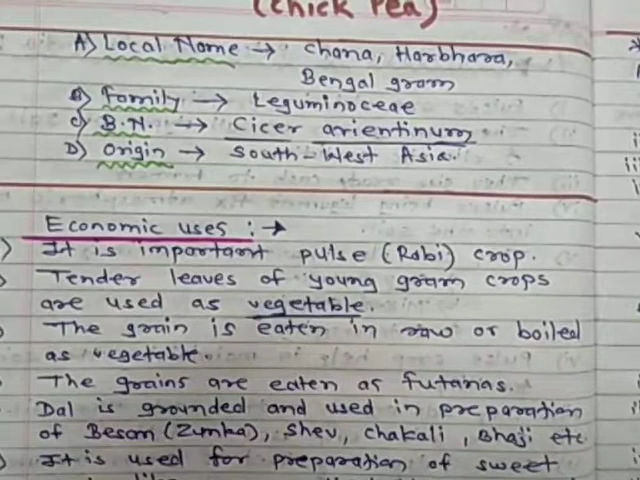 (Chick Pea)
A) Local Name → Chana, Harbhara,
Bengal gram
B) Family → Leguminoceae
C) B.N. → Cicer arientinum
D) Origin → South-West Asia.
Economic uses : →
It is important pulse (Rabi) crop.
Tender leaves of young gram crops
are used as vegetable.
The grain is eaten in raw or boiled
as vegetable.
The grains are eaten as futanas.
Dal is grounded and used in preparation
of Besan (Zunka), Shev, chakali, Bhaji etc.
It is used for preparation of sweet